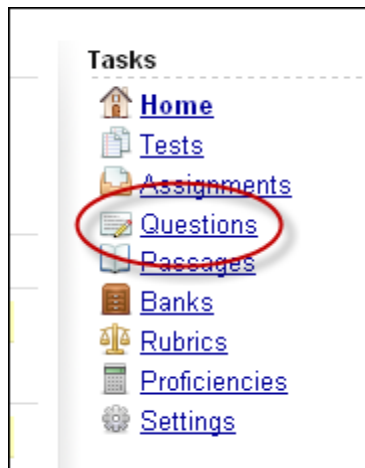 Tasks
Home
Tests
Assignments
Questions
Passages
Banks
Rubrics
Proficiencies
Settings